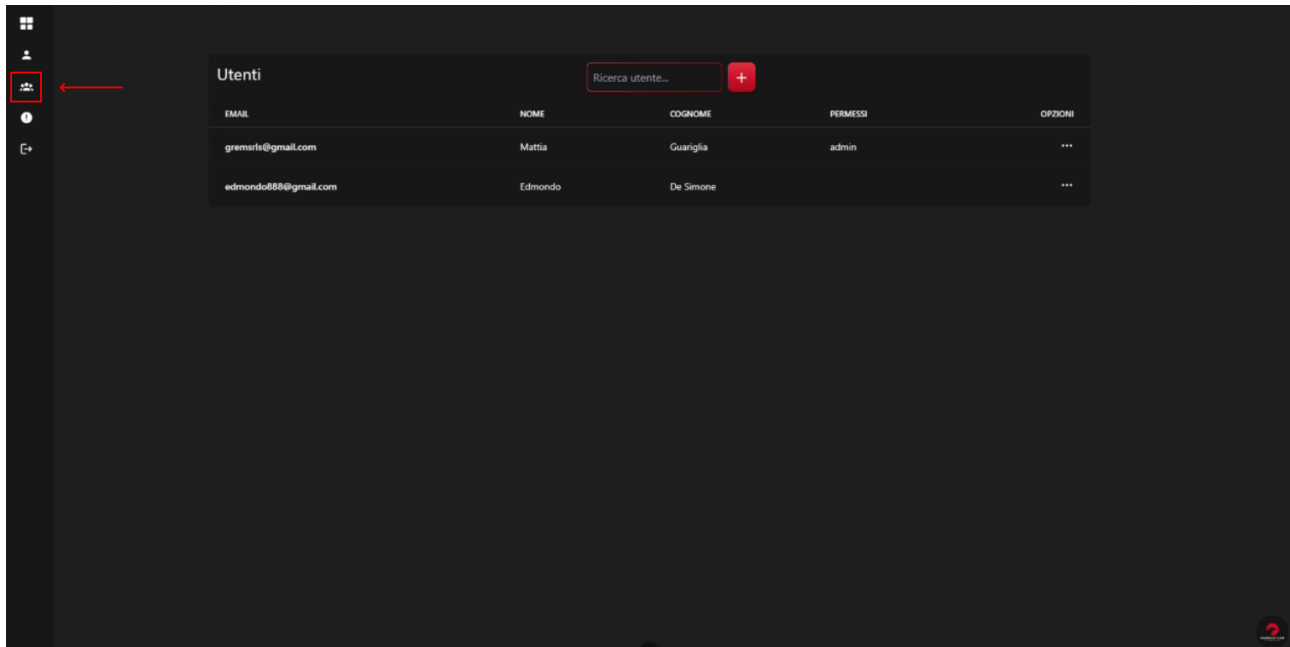 Utenti
Ricerca utente...
+
EMAIL NOME COGNOME PERMESSI OPZIONI
gremsrls@gmail.com Mattia Guariglia admin ...
edmondo888@gmail.com Edmondo De Simone ...